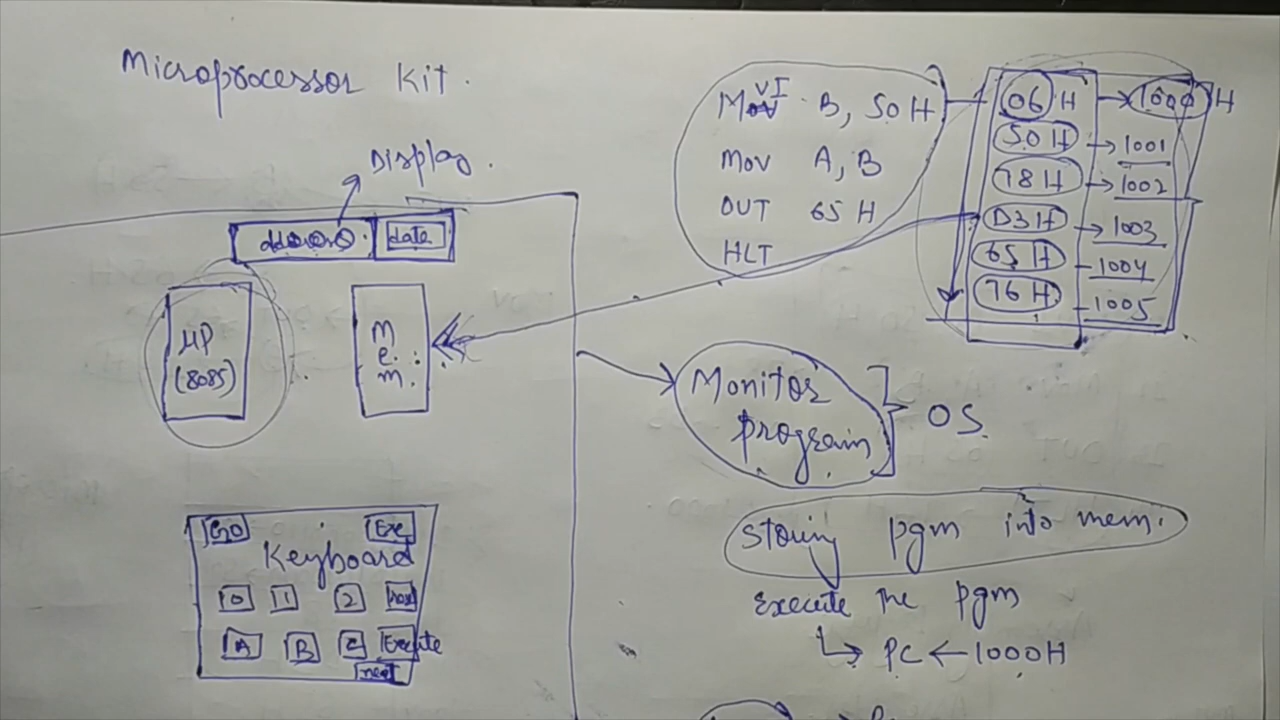 Microprocessor Kit.
Display.
address.
data
μP
(8085)
Mem.
GO
Exe
Keyboard
0 1 2
A B C Execute
next
MVI B, 50H
Mov A, B
OUT 65 H
HLT
06 H → 1000 H
50 H → 1001
78 H → 1002
D3 H → 1003
65 H - 1004
76 H - 1005
Monitor
program
OS.
Storing pgm into mem.
Execute the pgm
PC ← 1000H